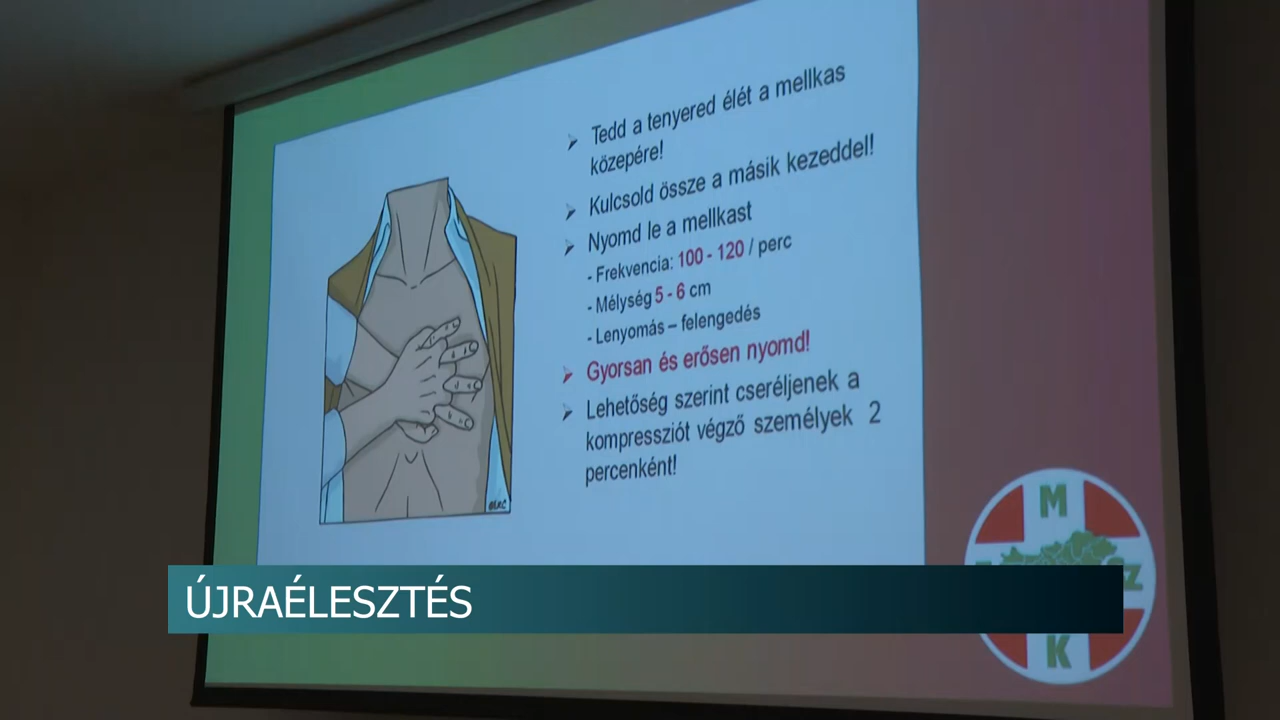 Tedd a tenyered élét a mellkas
közepére!
Kulcsold össze a másik kezeddel!
Nyomd le a mellkast
- Frekvencia: 100 - 120 / perc
- Mélység 5 - 6 cm
- Lenyomás – felengedés
Gyorsan és erősen nyomd!
Lehetőség szerint cseréljenek a
kompressziót végző személyek 2
percenként!
M
SZ
K
ÚJRAÉLESZTÉS